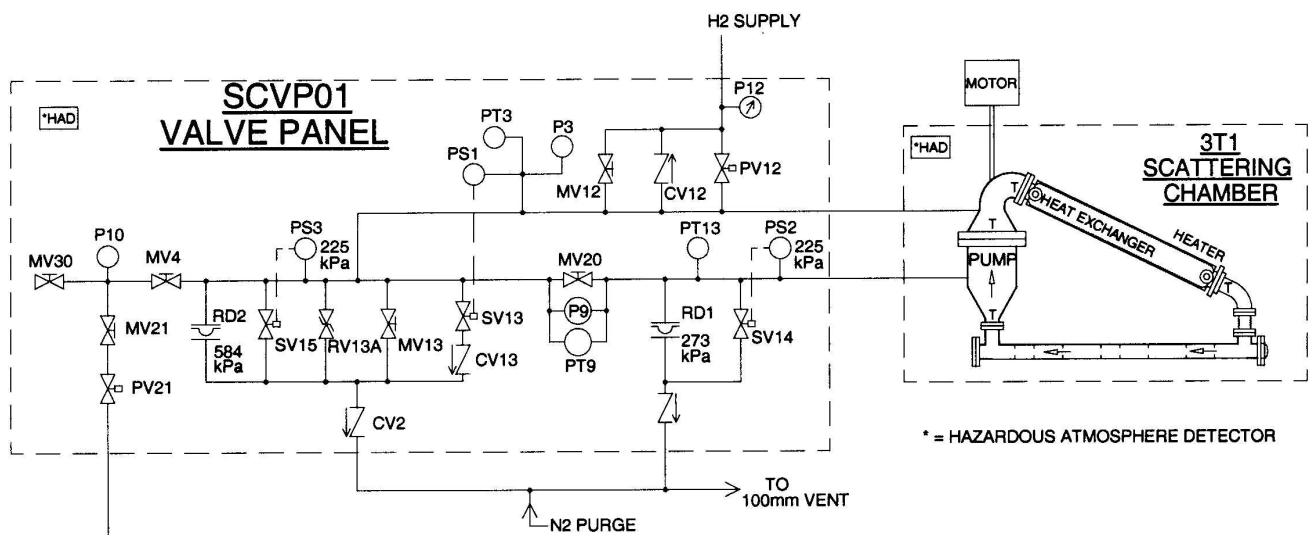 H2 SUPPLY
*HAD
SCVP01
VALVE PANEL
PT3
P3
PS1
P12
MV12
CV12
PV12
MOTOR
*HAD
3T1
SCATTERING
CHAMBER
T
HEAT EXCHANGER
HEATER
T
T
PUMP
T
T
P10
MV30
MV4
PS3
225
kPa
MV20
PT13
PS2
225
kPa
MV21
RD2
584
kPa
SV15
RV13A
MV13
SV13
CV13
P9
PT9
RD1
273
kPa
SV14
PV21
CV2
* = HAZARDOUS ATMOSPHERE DETECTOR
TO
100mm VENT
N2 PURGE